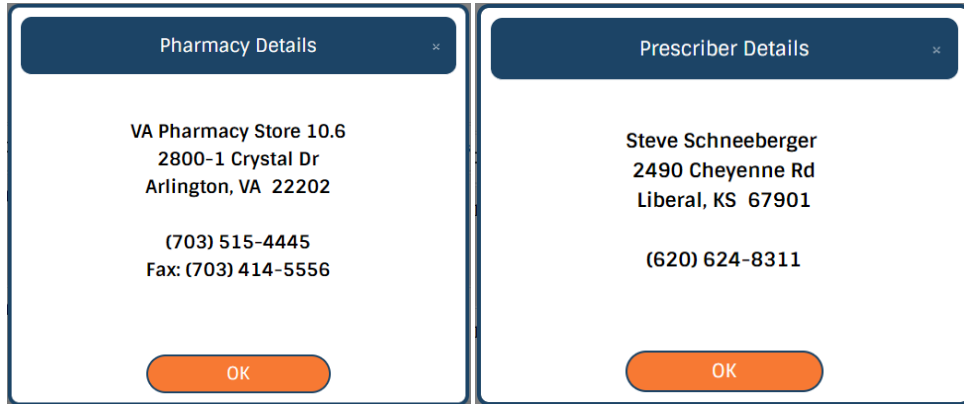 Pharmacy Details
×
VA Pharmacy Store 10.6
2800-1 Crystal Dr
Arlington, VA 22202
(703) 515-4445
Fax: (703) 414-5556
OK
Prescriber Details
×
Steve Schneeberger
2490 Cheyenne Rd
Liberal, KS 67901
(620) 624-8311
OK